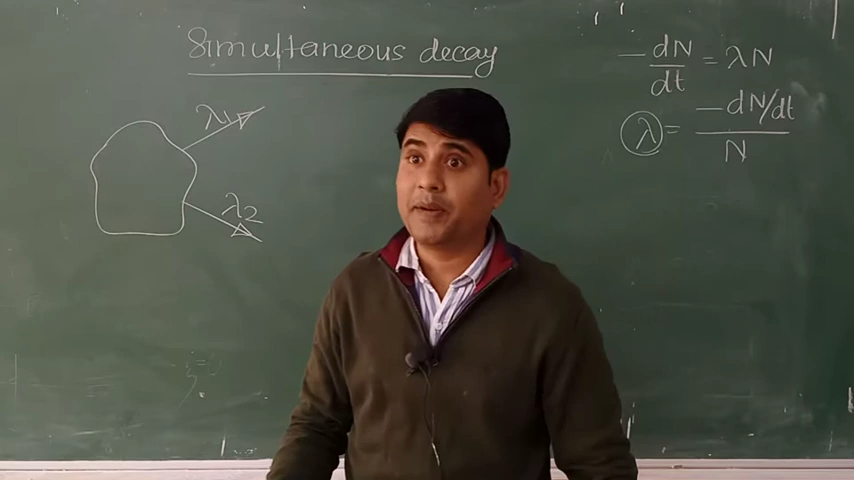 Simultaneous decay
λ1
λ2
-dN/dt = λN
λ = -dN/dt / N